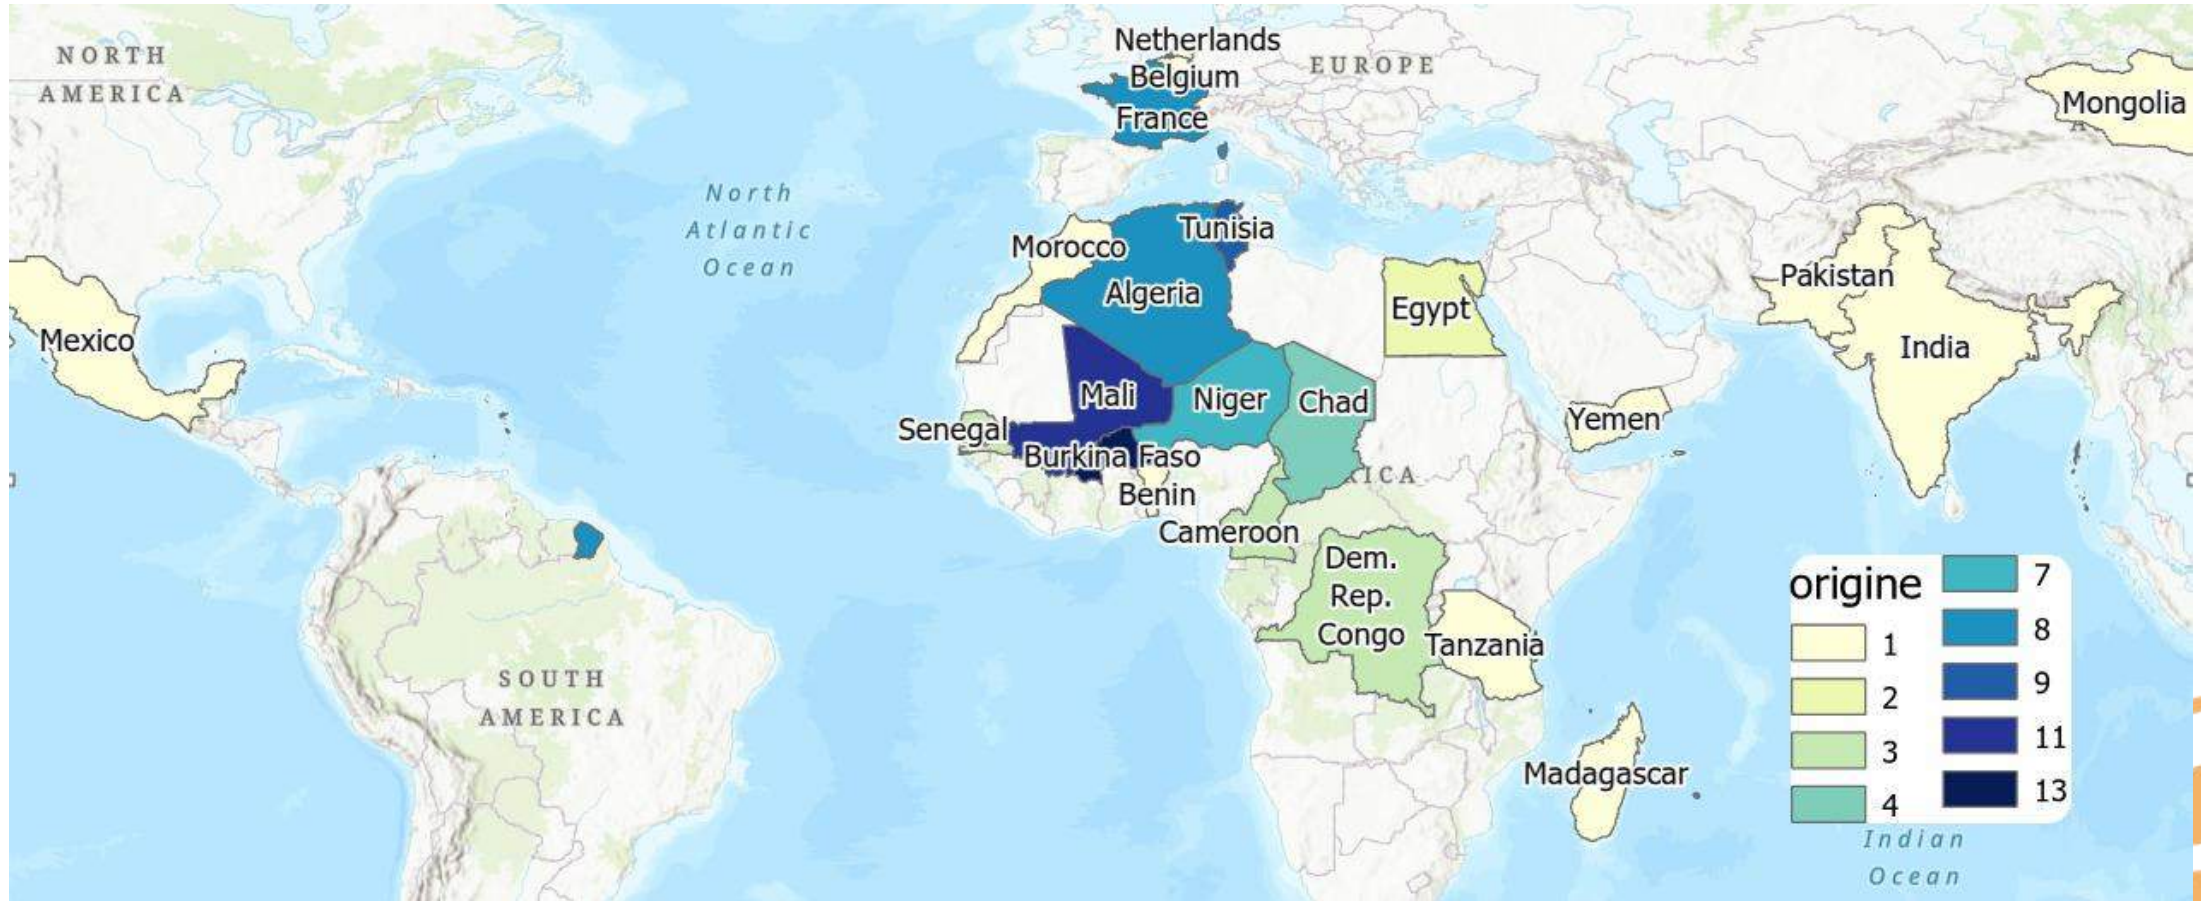 NORTH
AMERICA
Netherlands
Belgium
France
EUROPE
Mongolia
North
Atlantic
Ocean
Morocco
Tunisia
Algeria
Egypt
Pakistan
India
Mexico
Mali
Niger
Chad
Yemen
Senegal
Burkina Faso
Benin
Cameroon
Dem.
Rep.
Congo
Tanzania
SOUTH
AMERICA
Madagascar
origine
1
2
3
4
7
8
9
11
13
Indian
Ocean